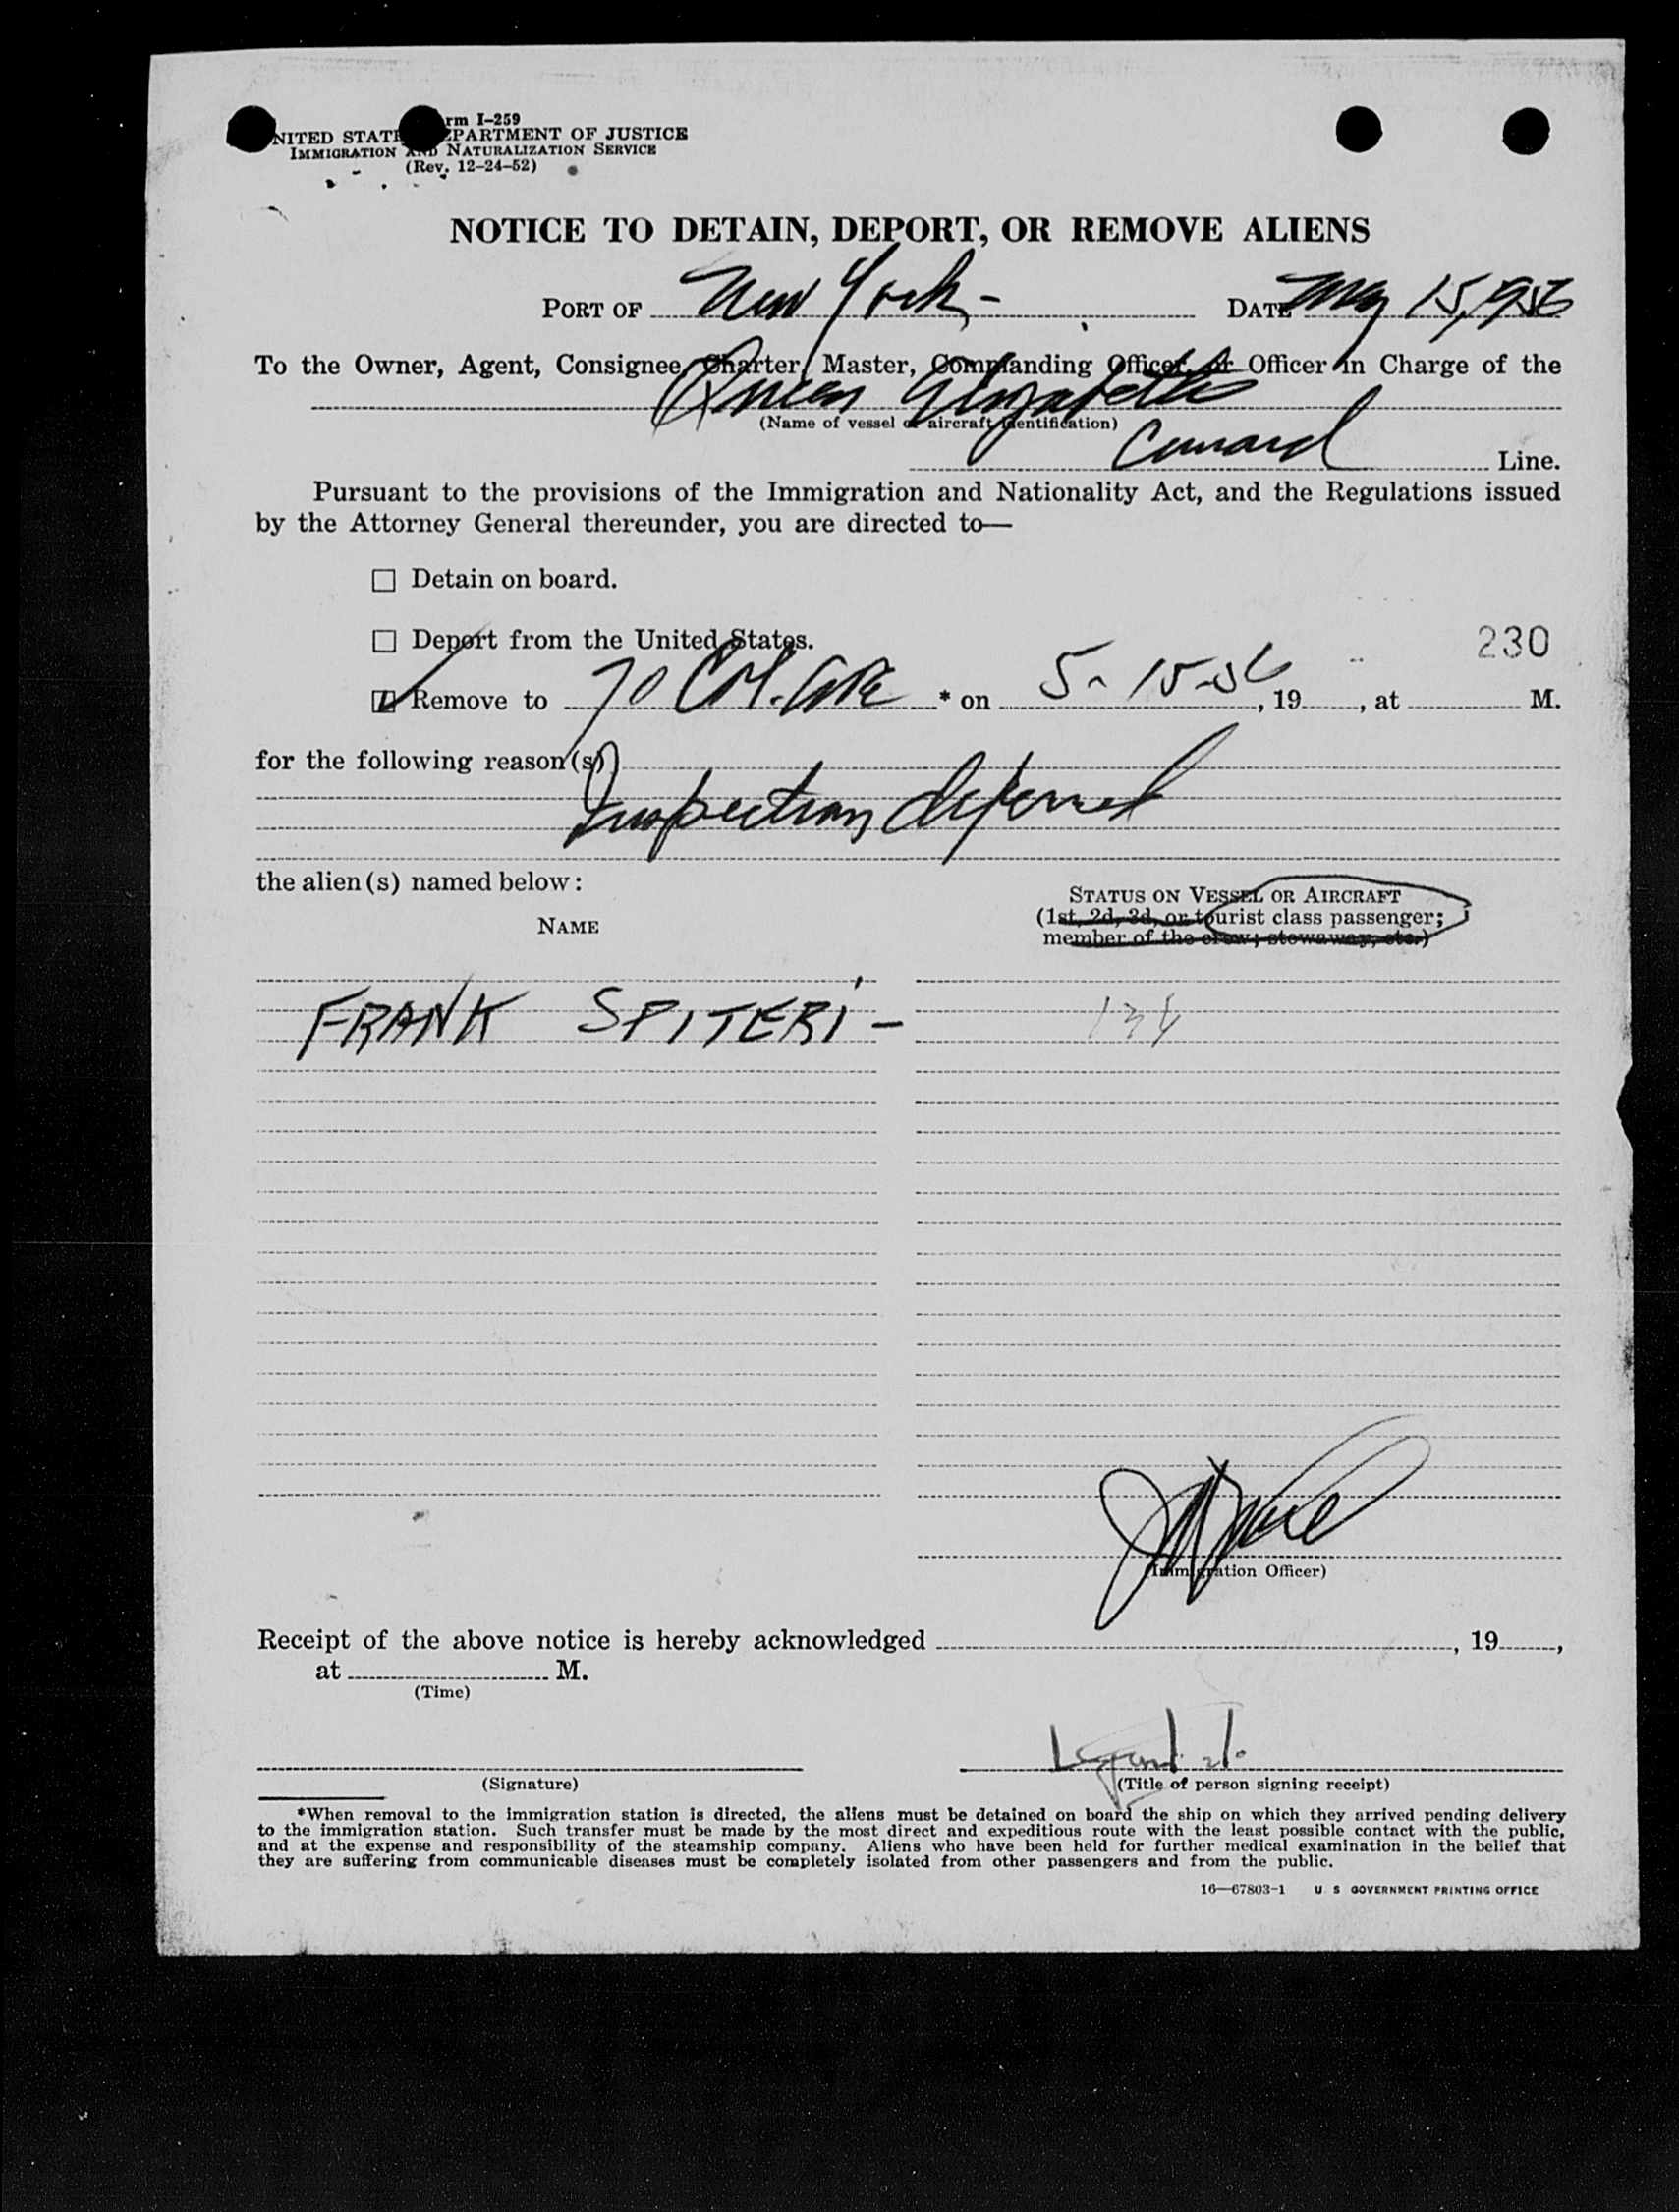 rm I-259
NITED STAT PARTMENT OF JUSTICE
IMMIGRATION AND NATURALIZATION SERVICE
(Rev. 12-24-52)
NOTICE TO DETAIN, DEPORT, OR REMOVE ALIENS
PORT OF New York - DATE May 15, 1956
To the Owner, Agent, Consignee, Charter, Master, Commanding Officer, or Officer in Charge of the
Queen Elizabeth
(Name of vessel or aircraft identification)
Cunard Line.
Pursuant to the provisions of the Immigration and Nationality Act, and the Regulations issued
by the Attorney General thereunder, you are directed to—
☐ Detain on board.
☐ Deport from the United States.
230
Remove to 70 Col. Ave * on 5-15-56, 19, at M.
for the following reason(s)
Inspection deferred
the alien(s) named below:
STATUS ON VESSEL OR AIRCRAFT
(1st, 2d, 3d, or tourist class passenger;
member of the crew; stowaway, etc.)
NAME
FRANK SPITERI -
(Immigration Officer)
Receipt of the above notice is hereby acknowledged , 19 ,
at M.
(Time)
(Signature)
(Title of person signing receipt)
*When removal to the immigration station is directed, the aliens must be detained on board the ship on which they arrived pending delivery
to the immigration station. Such transfer must be made by the most direct and expeditious route with the least possible contact with the public,
and at the expense and responsibility of the steamship company. Aliens who have been held for further medical examination in the belief that
they are suffering from communicable diseases must be completely isolated from other passengers and from the public.
16—67803-1 U S GOVERNMENT PRINTING OFFICE